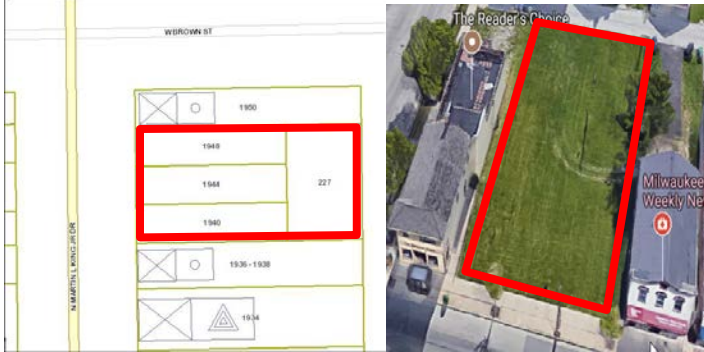 W BROWN ST
1950
1948
1944
227
1940
1936 - 1938
1934
N MARTIN L KING JR DR
The Reader's Choice
Milwaukee
Weekly Ne